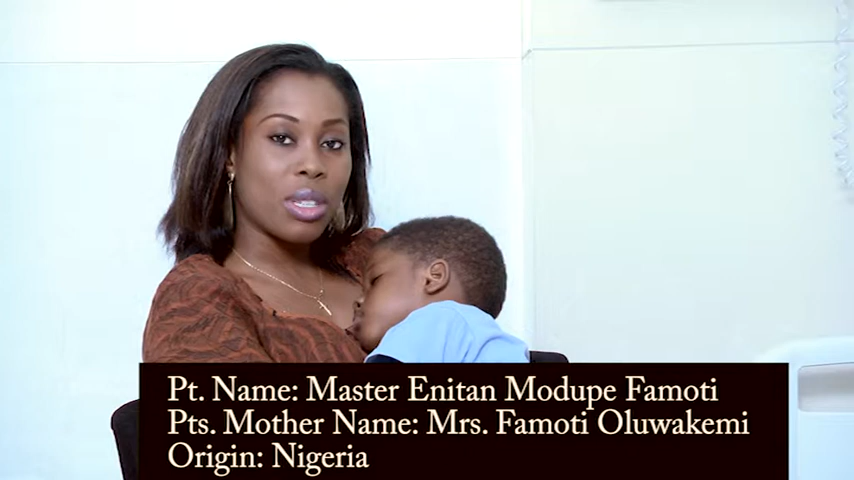 Pt. Name: Master Enitan Modupe Famoti
Pts. Mother Name: Mrs. Famoti Oluwakemi
Origin: Nigeria